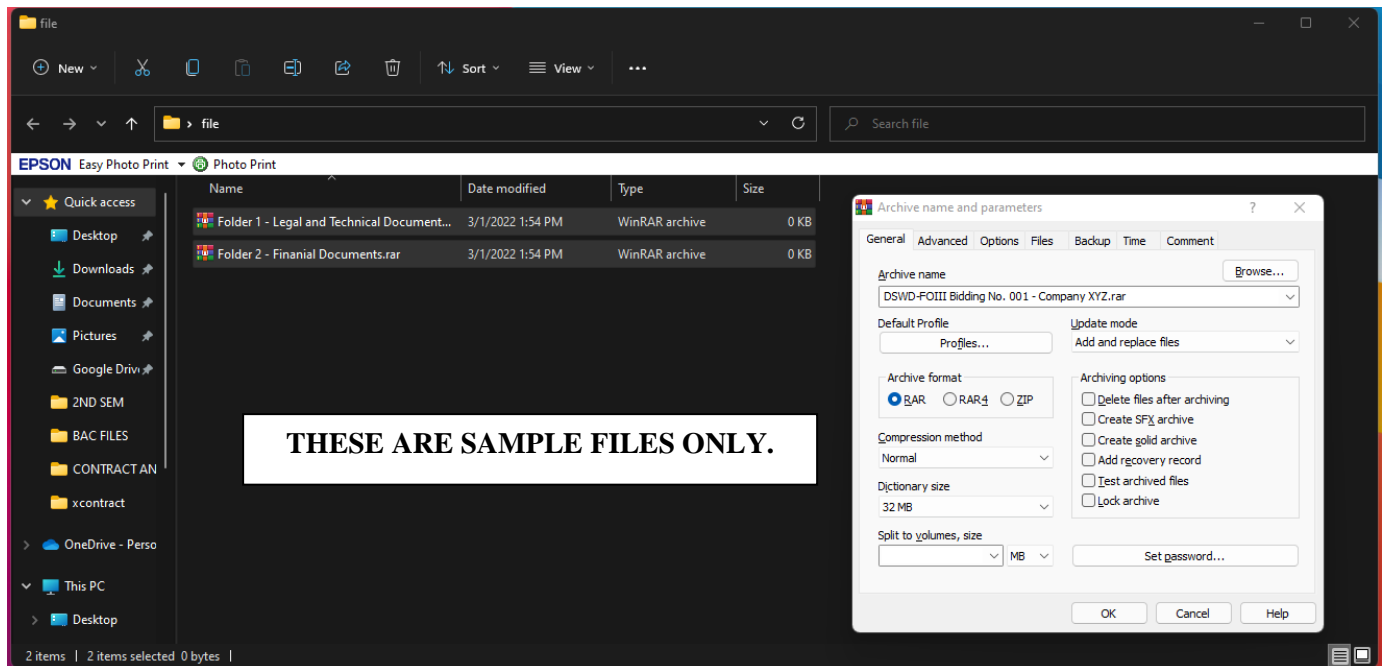 file
New
Sort
View
file
Search file
EPSON Easy Photo Print Photo Print
Name Date modified Type Size
Folder 1 - Legal and Technical Document... 3/1/2022 1:54 PM WinRAR archive 0 KB
Folder 2 - Finanial Documents.rar 3/1/2022 1:54 PM WinRAR archive 0 KB
Quick access
Desktop
Downloads
Documents
Pictures
Google Driv
2ND SEM
BAC FILES
CONTRACT AN
xcontract
OneDrive - Perso
This PC
Desktop
THESE ARE SAMPLE FILES ONLY.
Archive name and parameters ?
General Advanced Options Files Backup Time Comment
Archive name
Browse...
DSWD-FOIII Bidding No. 001 - Company XYZ.rar
Default Profile
Profiles...
Update mode
Add and replace files
Archive format
RAR RAR4 ZIP
Compression method
Normal
Dictionary size
32 MB
Split to volumes, size
MB
Archiving options
Delete files after archiving
Create SFX archive
Create solid archive
Add recovery record
Test archived files
Lock archive
Set password...
OK Cancel Help
2 items | 2 items selected 0 bytes |